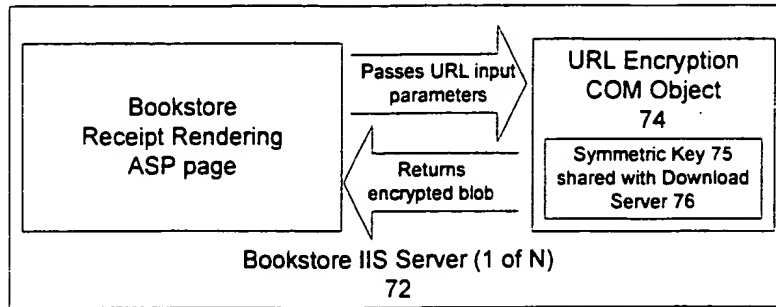 Bookstore
Receipt Rendering
ASP page
Passes URL input
parameters
Returns
encrypted blob
URL Encryption
COM Object
74
Symmetric Key 75
shared with Download
Server 76
Bookstore IIS Server (1 of N)
72